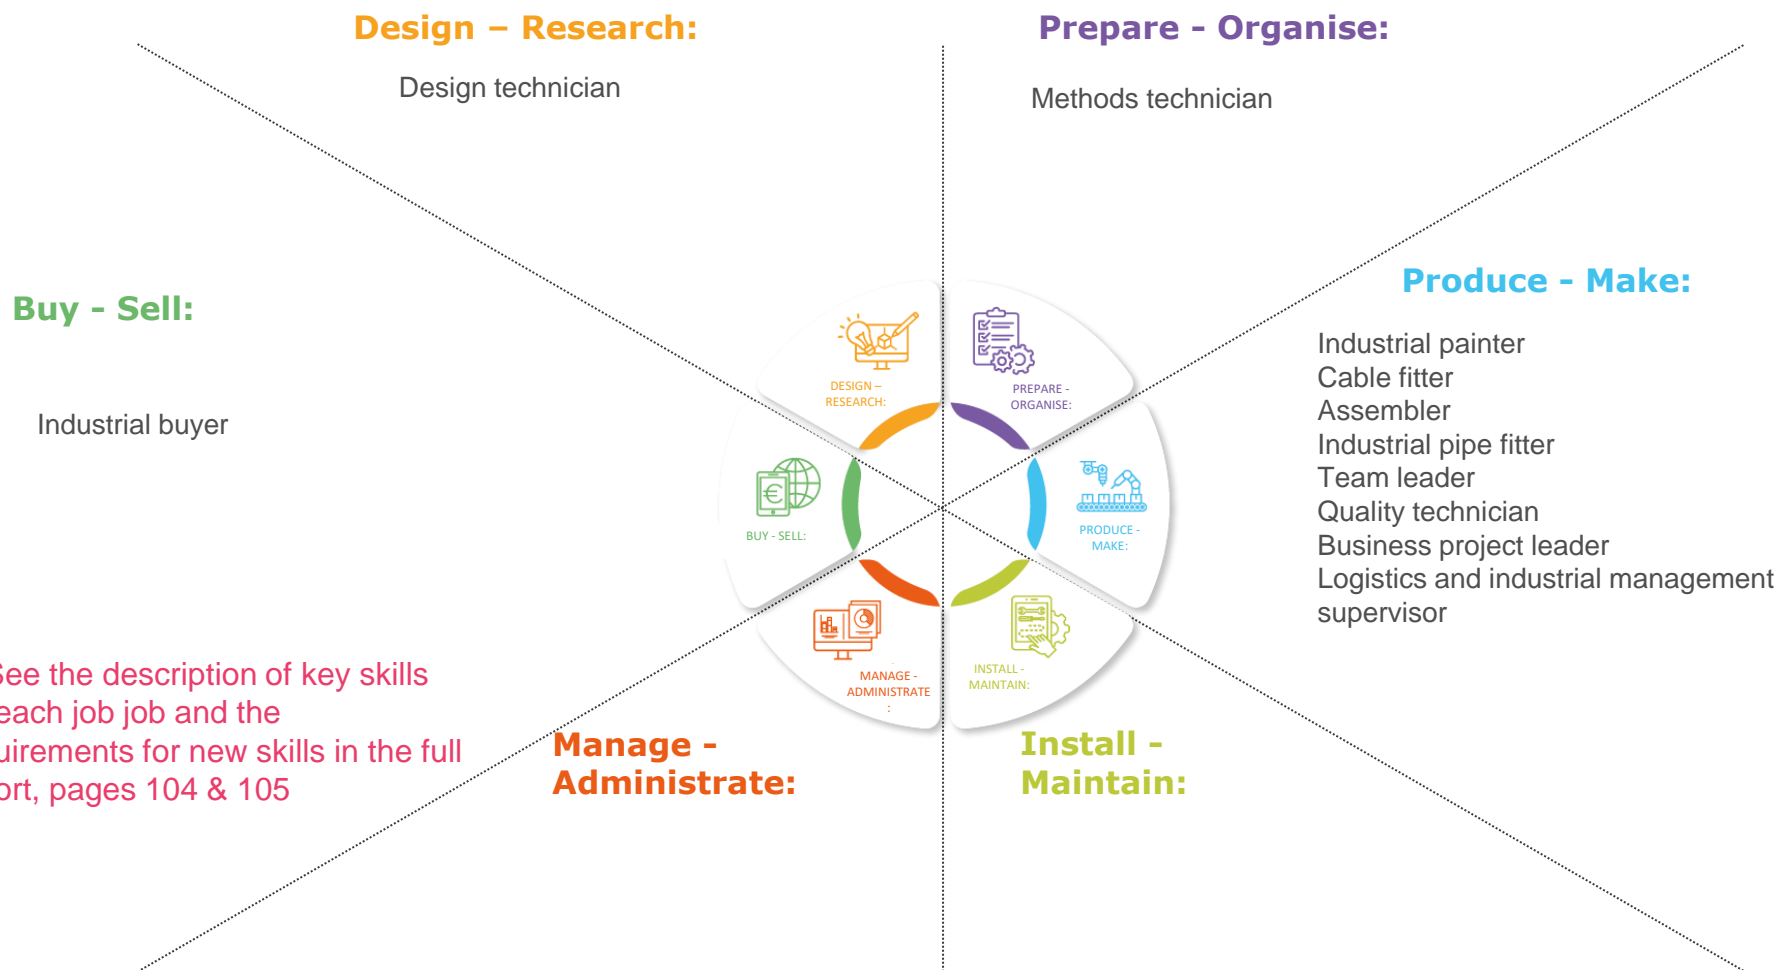 Design – Research:
Design technician
Prepare - Organise:
Methods technician
Buy - Sell:
Industrial buyer
Produce - Make:
Industrial painter
Cable fitter
Assembler
Industrial pipe fitter
Team leader
Quality technician
Business project leader
Logistics and industrial management
supervisor
DESIGN –
RESEARCH:
PREPARE -
ORGANISE:
BUY - SELL:
PRODUCE -
MAKE:
MANAGE -
ADMINISTRATE
:
INSTALL -
MAINTAIN:
See the description of key skills
each job job and the
uirements for new skills in the full
ort, pages 104 & 105
Manage -
Administrate:
Install -
Maintain: